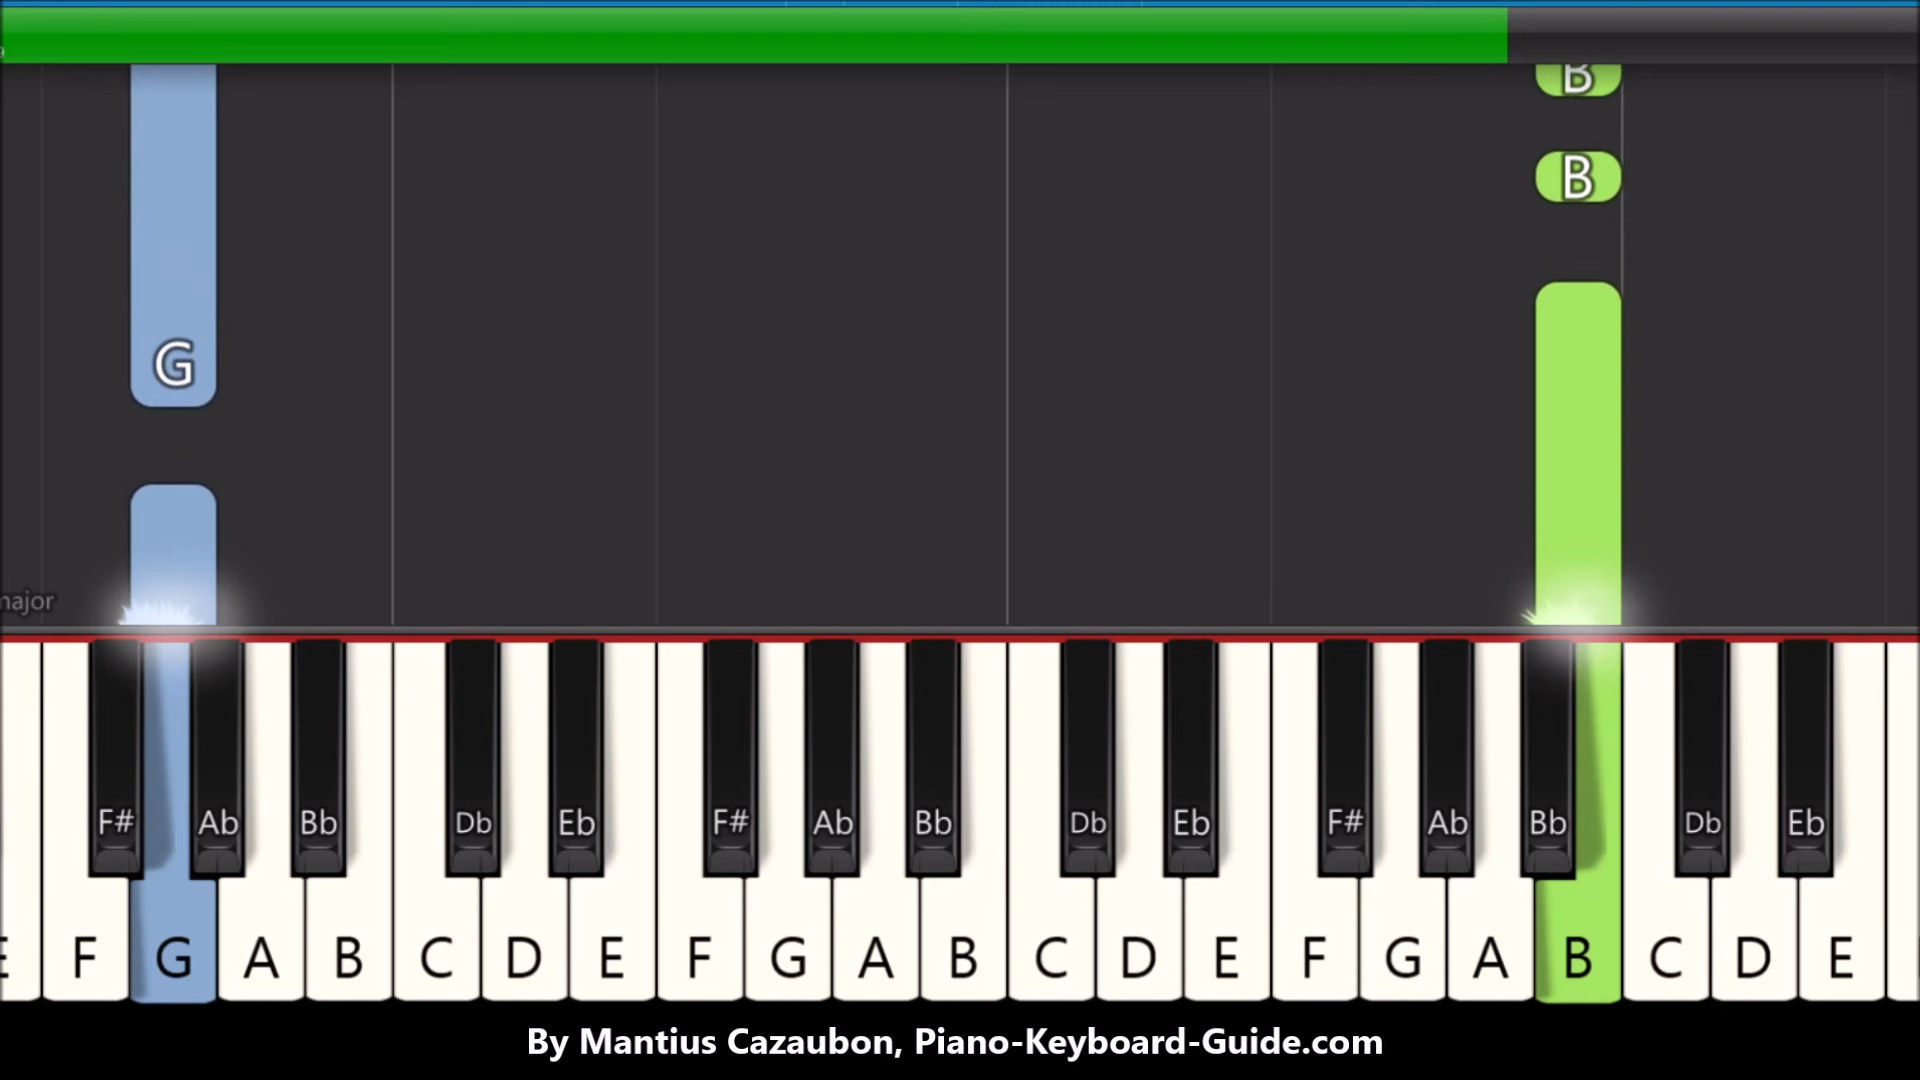 B
B
G
major
F# Ab Bb Db Eb F# Ab Bb Db Eb F# Ab Bb Db Eb
E F G A B C D E F G A B C D E F G A B C D E
By Mantius Cazaubon, Piano-Keyboard-Guide.com